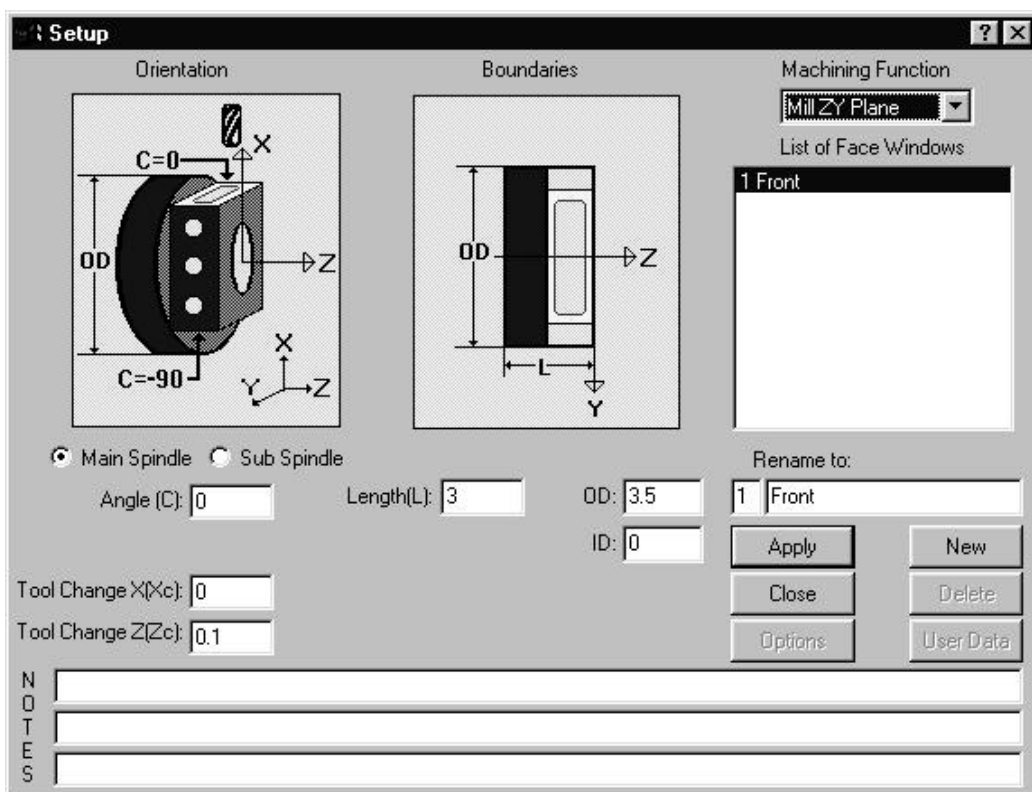 Setup
? X
Orientation
Boundaries
Machining Function
Mill ZY Plane
List of Face Windows
1 Front
C=0
X
OD
Z
C=-90
X
Y
Z
OD
Z
L
Y
Main Spindle
Sub Spindle
Rename to:
Angle (C): 0
Length(L): 3
OD: 3.5
1 Front
ID: 0
Apply
New
Tool Change X(Xc): 0
Close
Delete
Tool Change Z(Zc): 0.1
Options
User Data
NOTES